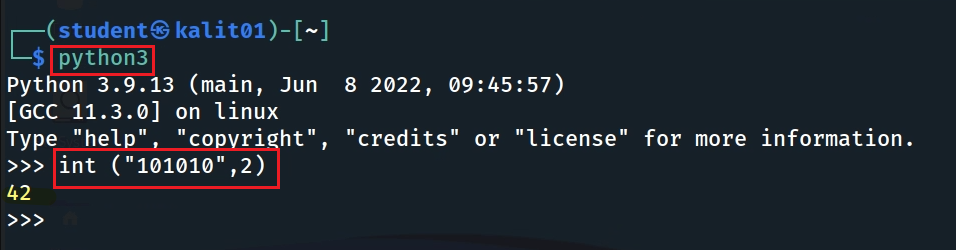 ┌──(student㉿kalit01)-[~]
└─$ python3
Python 3.9.13 (main, Jun  8 2022, 09:45:57)
[GCC 11.3.0] on linux
Type "help", "copyright", "credits" or "license" for more information.
>>> int ("101010",2)
42
>>>